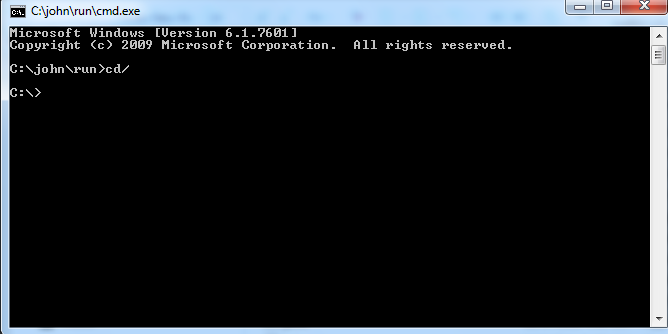 C:\john\run\cmd.exe
Microsoft Windows [Version 6.1.7601]
Copyright (c) 2009 Microsoft Corporation.  All rights reserved.
C:\john\run>cd/
C:\>